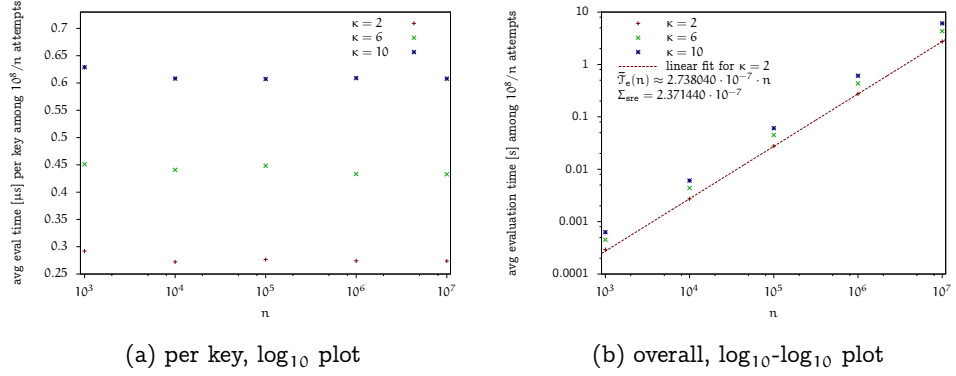 avg eval time [µs] per key among 10⁸/n attempts
0.7
0.65
0.6
0.55
0.5
0.45
0.4
0.35
0.3
0.25
κ = 2
κ = 6
κ = 10
10³
10⁴
10⁵
10⁶
10⁷
n
(a) per key, log₁₀ plot
avg evaluation time [s] among 10⁸/n attempts
10
1
0.1
0.01
0.001
0.0001
κ = 2
κ = 6
κ = 10
linear fit for κ = 2
T̄ₑ(n) ≈ 2.738040 · 10⁻⁷ · n
Σsre = 2.371440 · 10⁻⁷
10³
10⁴
10⁵
10⁶
10⁷
n
(b) overall, log₁₀-log₁₀ plot